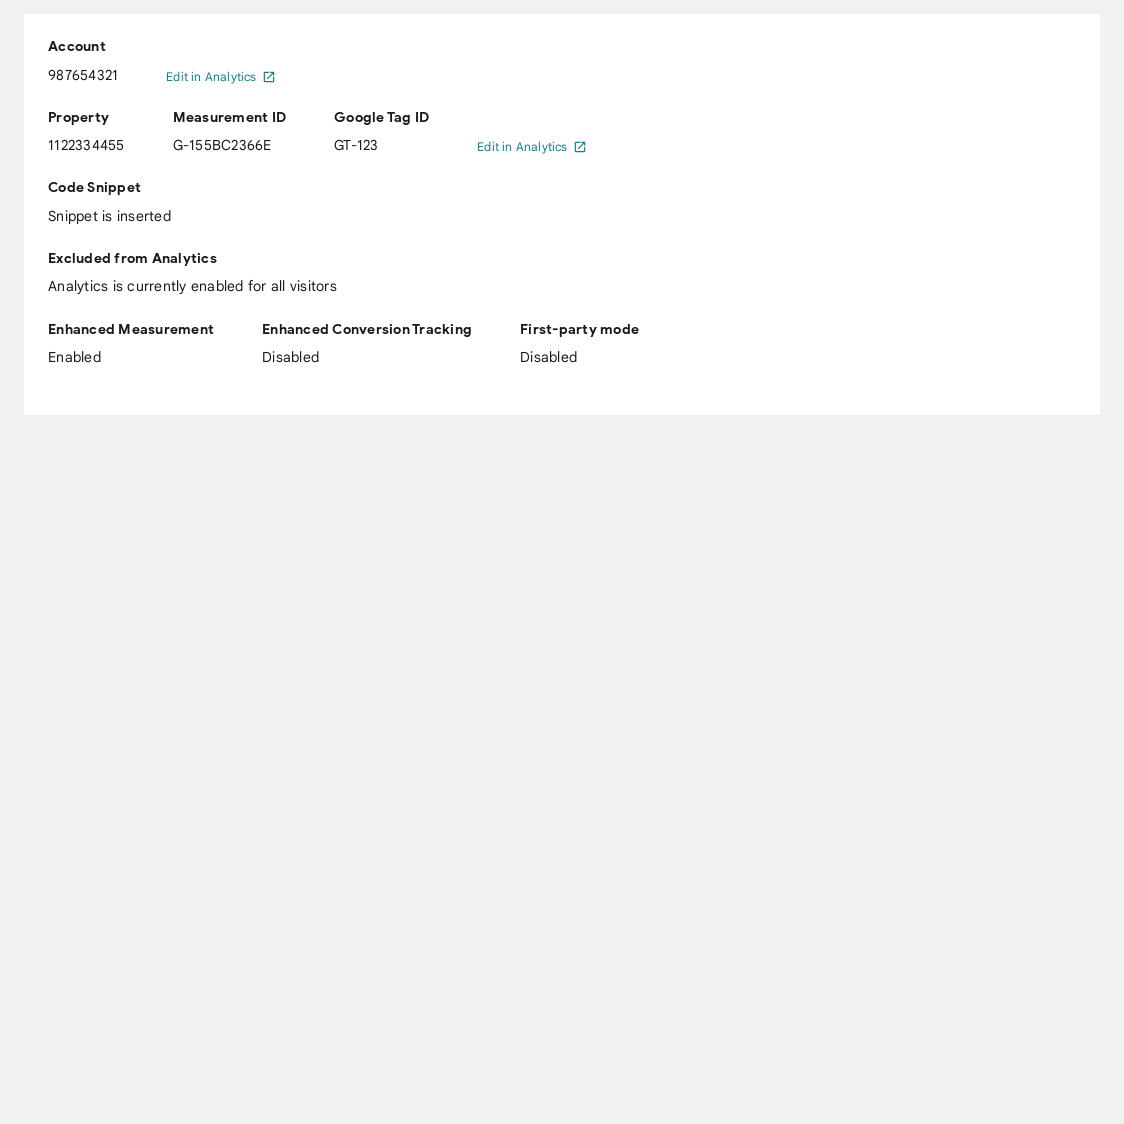 Account
987654321 Edit in Analytics
Property Measurement ID Google Tag ID
1122334455 G-155BC2366E GT-123 Edit in Analytics
Code Snippet
Snippet is inserted
Excluded from Analytics
Analytics is currently enabled for all visitors
Enhanced Measurement Enhanced Conversion Tracking First-party mode
Enabled Disabled Disabled